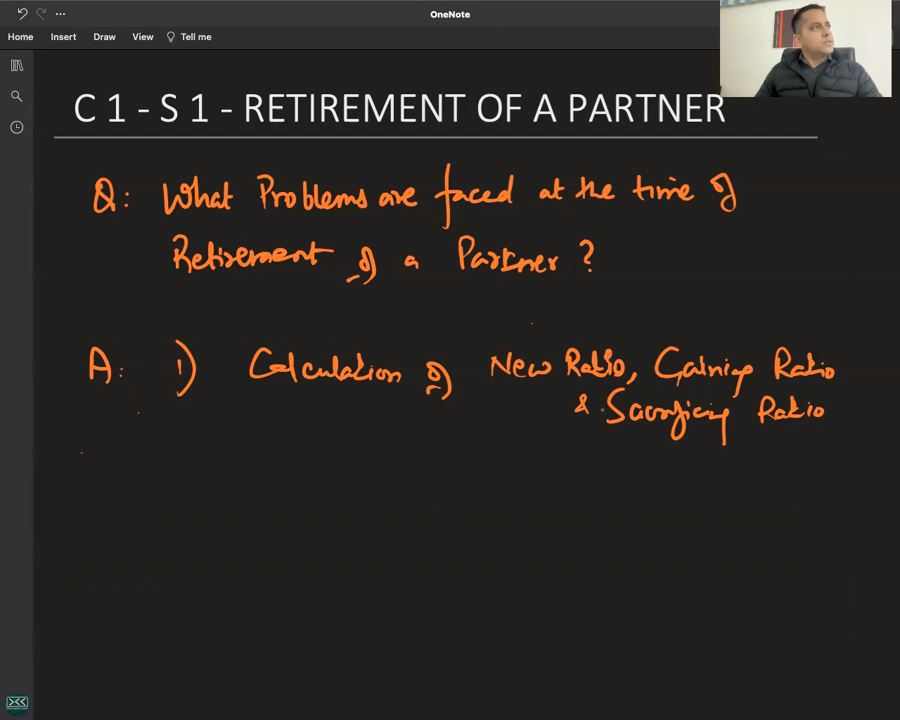 OneNote
Home Insert Draw View Tell me
C 1 - S 1 - RETIREMENT OF A PARTNER
Q: What Problems are faced at the time of
Retirement of a Partner ?
A: 1) Calculation of New Ratio, Gaining Ratio
& Sacrificing Ratio